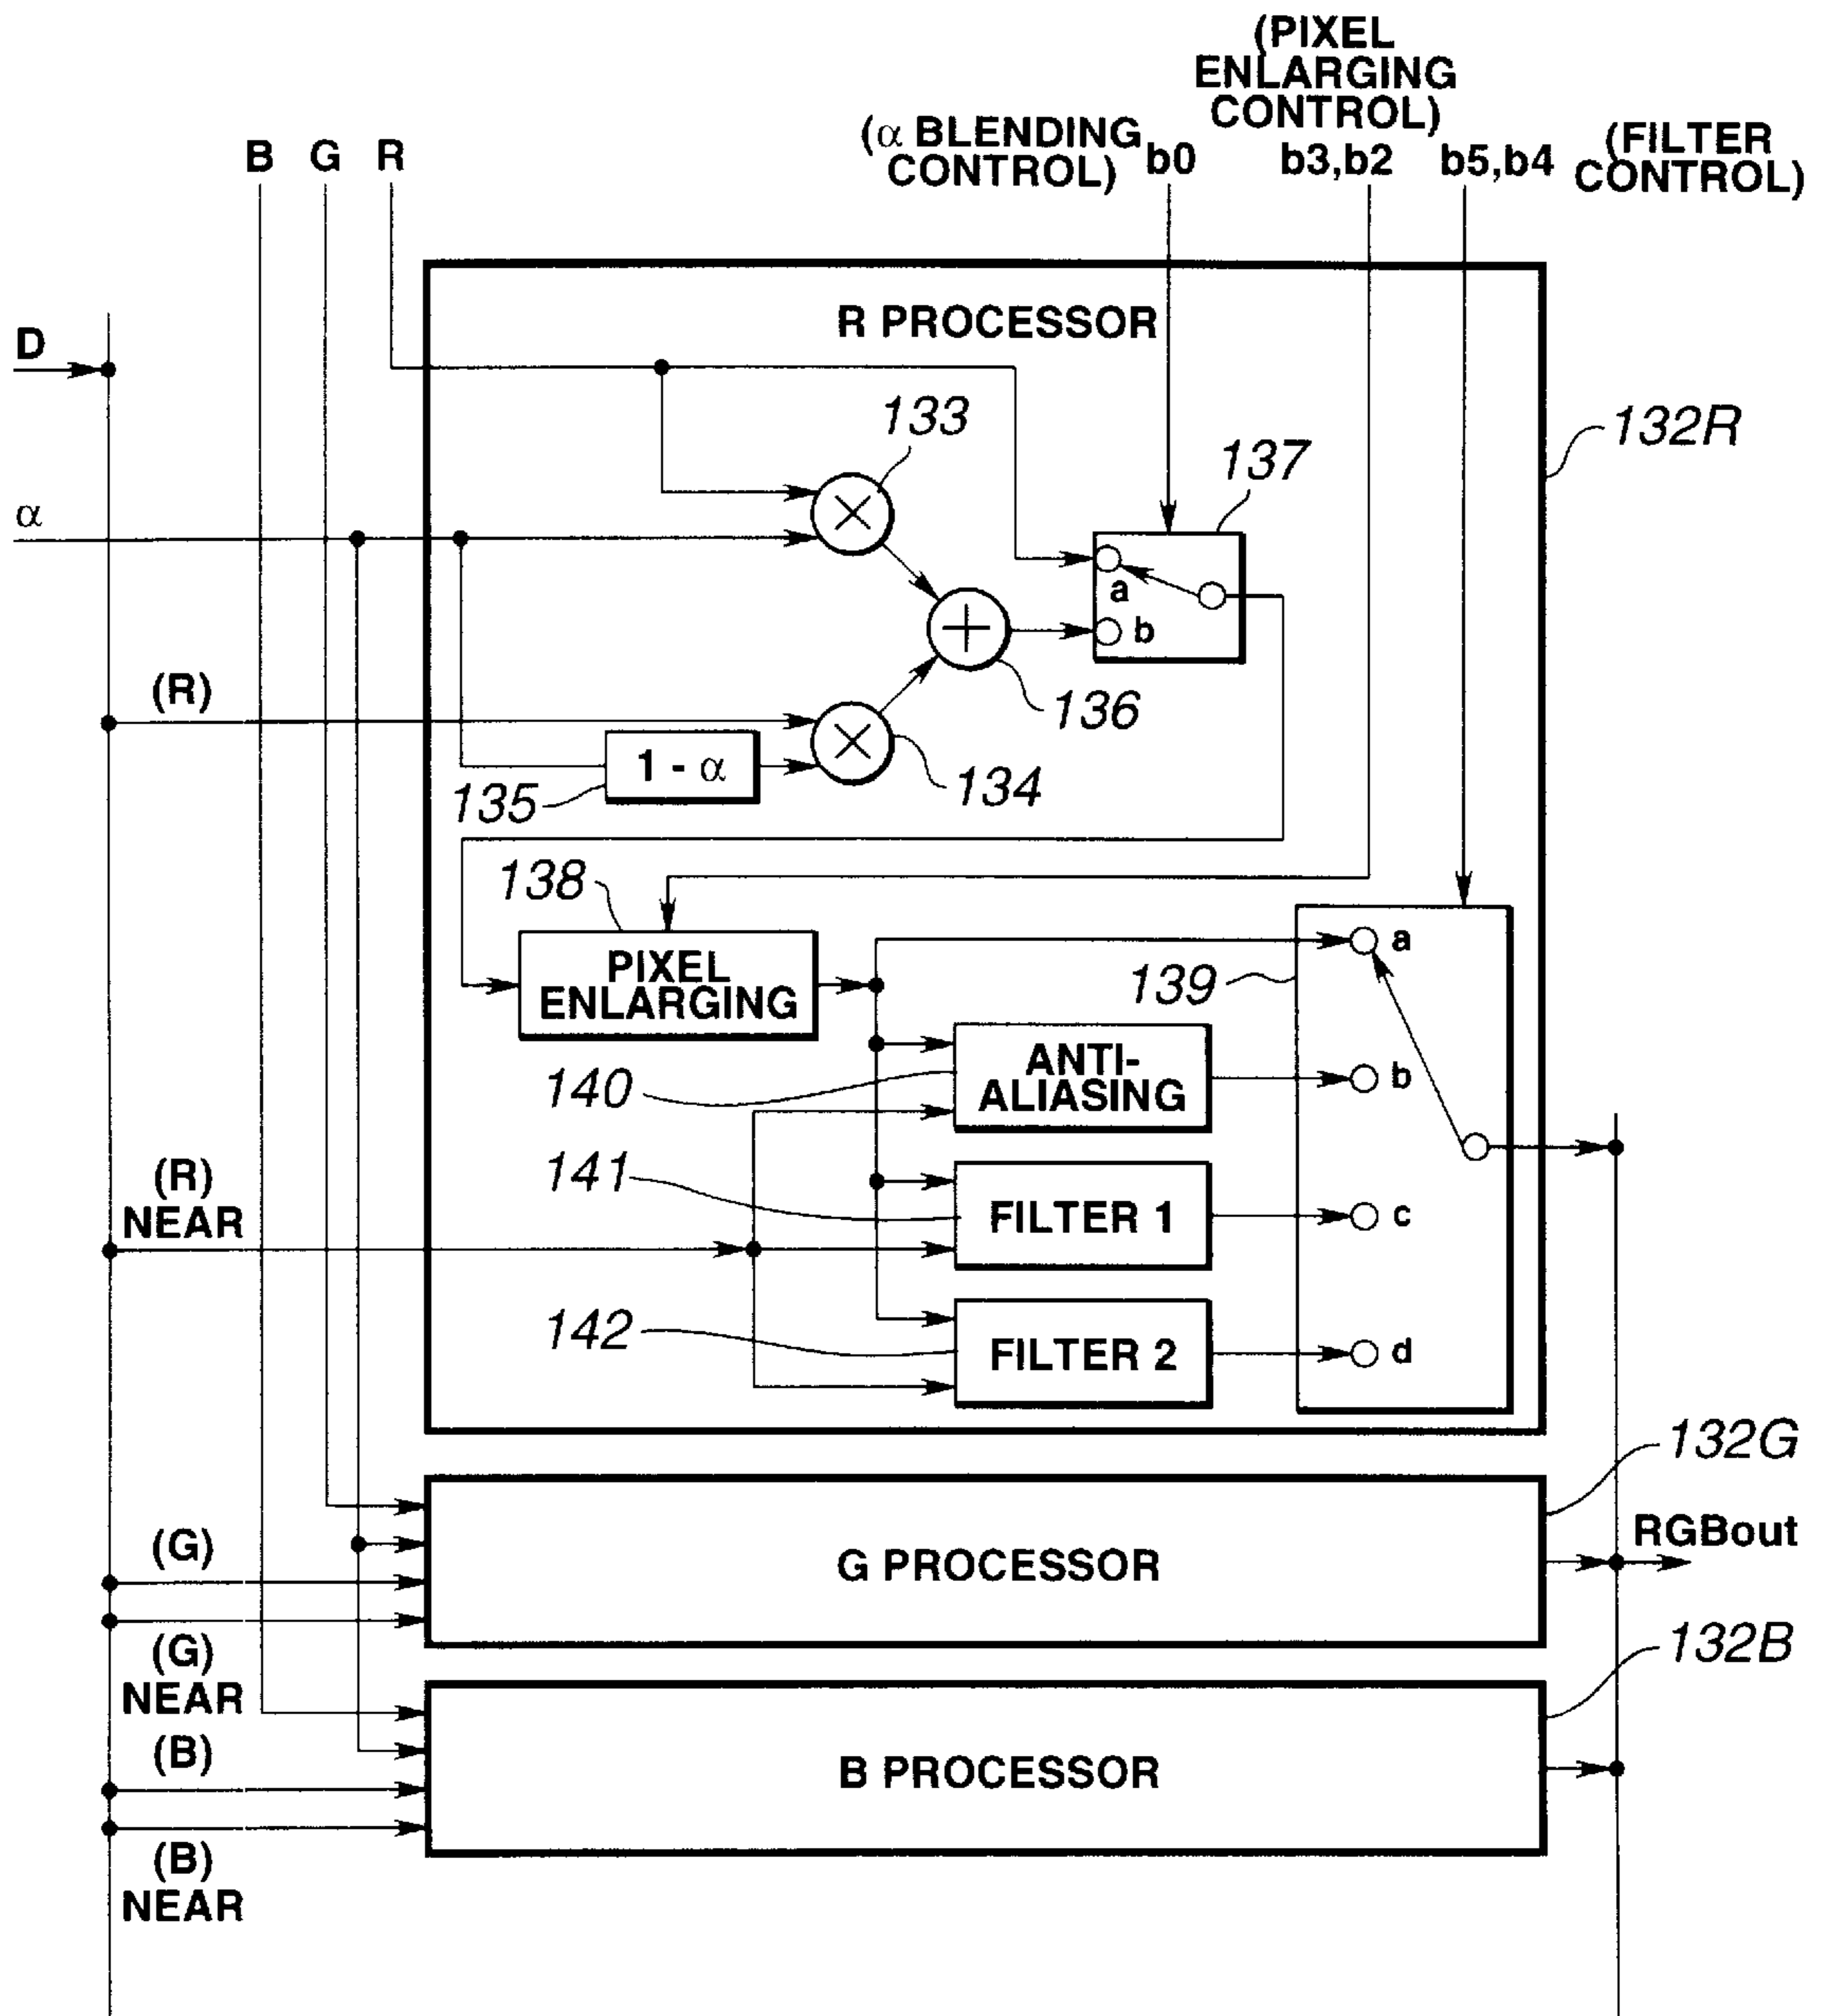 (PIXEL
ENLARGING
CONTROL)
(α BLENDING
CONTROL)
b0
b3,b2
b5,b4
(FILTER
CONTROL)
B G R
R PROCESSOR
D
133
132R
137
α
a
b
136
(R)
1 - α
135
134
138
PIXEL
ENLARGING
139
a
ANTI-
ALIASING
140
b
141
(R)
NEAR
FILTER 1
c
142
FILTER 2
d
132G
(G)
G PROCESSOR
RGBout
(G)
NEAR
132B
(B)
B PROCESSOR
(B)
NEAR